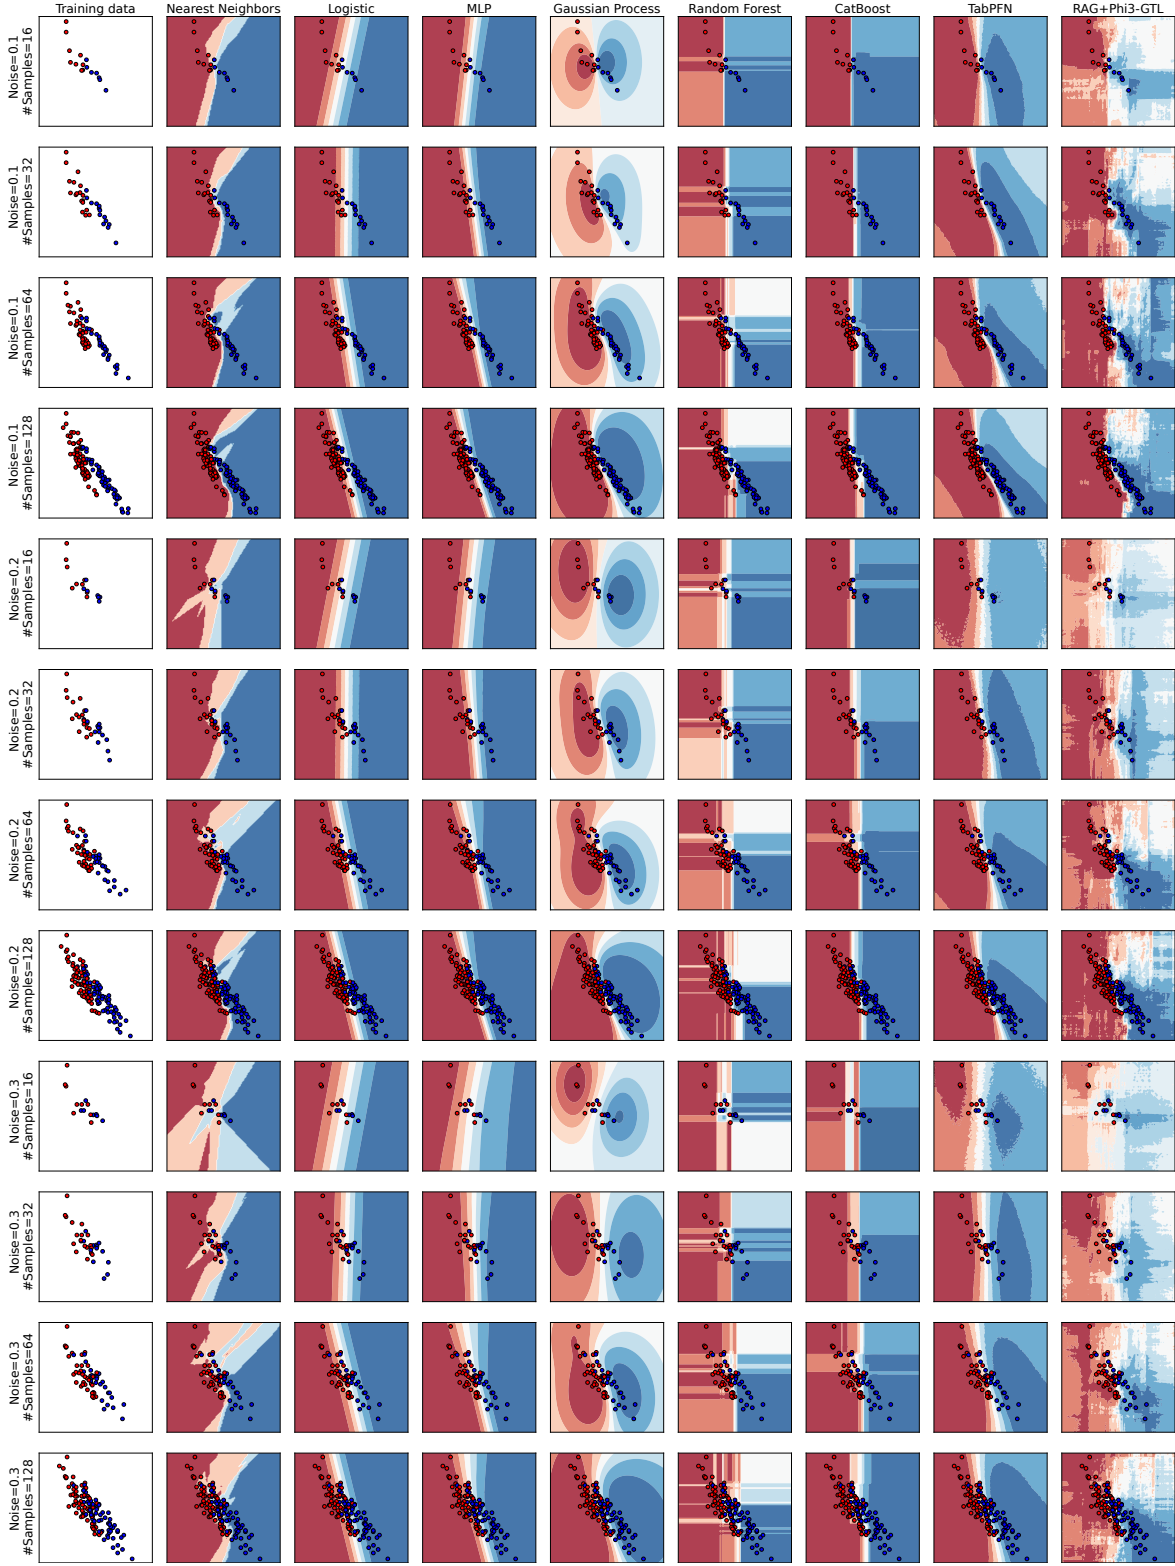 Training data
Nearest Neighbors
Logistic
MLP
Gaussian Process
Random Forest
CatBoost
TabPFN
RAG+Phi3-GTL
Noise=0.1
#Samples=16
Noise=0.1
#Samples=32
Noise=0.1
#Samples=64
Noise=0.1
#Samples=128
Noise=0.2
#Samples=16
Noise=0.2
#Samples=32
Noise=0.2
#Samples=64
Noise=0.2
#Samples=128
Noise=0.3
#Samples=16
Noise=0.3
#Samples=32
Noise=0.3
#Samples=64
Noise=0.3
#Samples=128